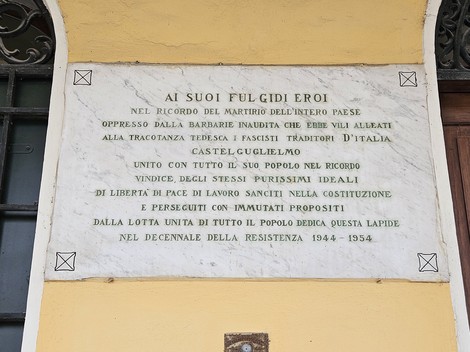 AI SUOI FULGIDI EROI
NEL RICORDO DEL MARTIRIO DELL'INTERO PAESE
OPPRESSO DALLA BARBARIE INAUDITA CHE EBBE VILI ALLEATI
ALLA TRACOTANZA TEDESCA I FASCISTI TRADITORI D'ITALIA
CASTELGUGLIELMO
UNITO CON TUTTO IL SUO POPOLO NEL RICORDO
VINDICE, DEGLI STESSI PURISSIMI IDEALI
DI LIBERTA' DI PACE DI LAVORO SANCITI NELLA COSTITUZIONE
E PERSEGUITI CON IMMUTATI PROPOSITI
DALLA LOTTA UNITA DI TUTTO IL POPOLO DEDICA QUESTA LAPIDE
NEL DECENNALE DELLA RESISTENZA 1944-1954